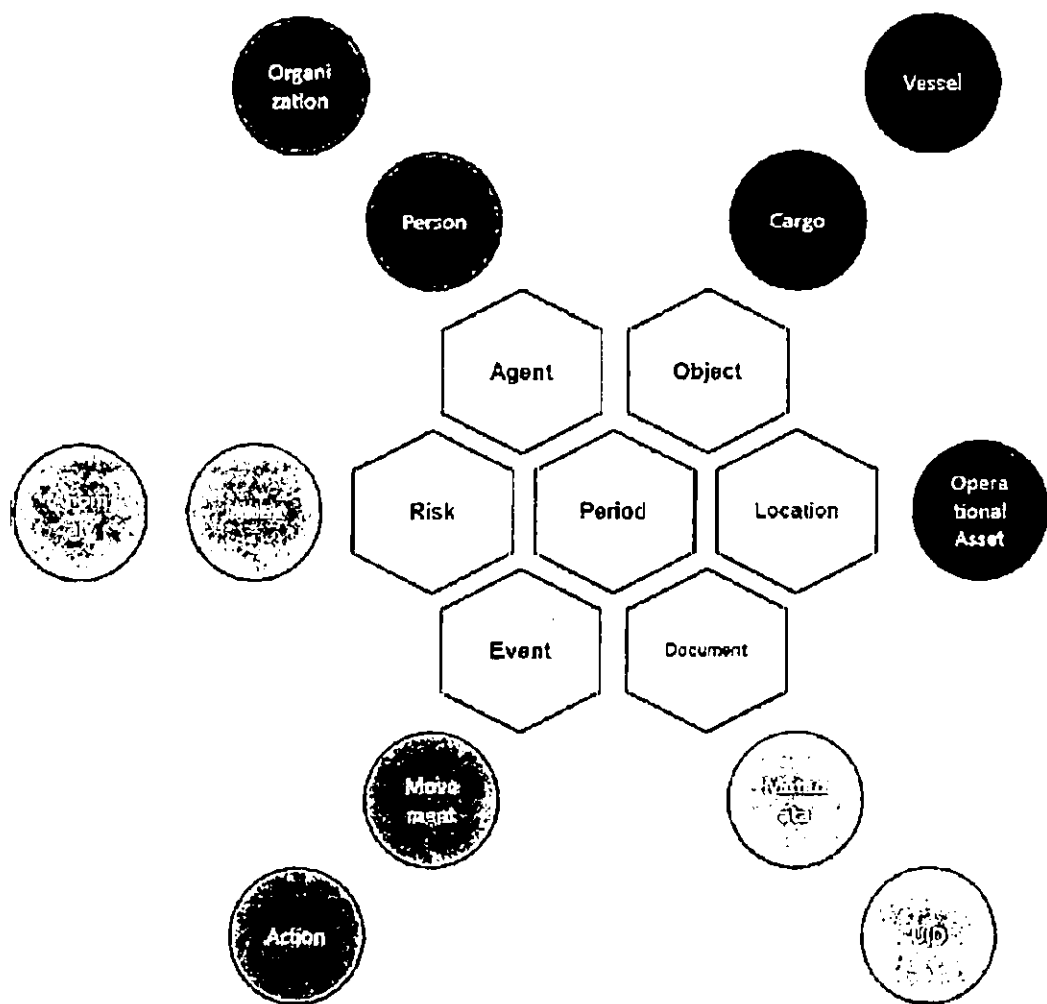 Organi
zation
Vessel
Person
Cargo
Agent
Object
Risk
Period
Location
Opera
tional
Asset
Event
Document
Move
ment
Action